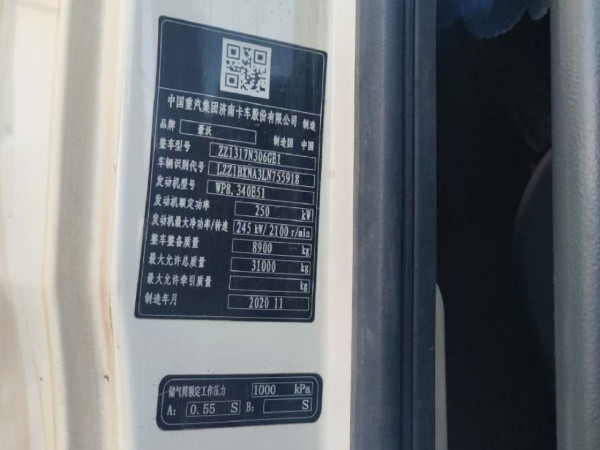 中国重汽集团济南卡车股份有限公司 制造
品牌 豪沃 制造国 中国
整车型号 ZZ1317N306GE1
车辆识别代号 LZZ1BXNA3LN755918
发动机型号 WP8.340E51
发动机额定功率 250 kW
发动机最大净功率/转速 245 kW/ 2100 r/min
整车整备质量 8900 kg
最大允许总质量 31000 kg
最大允许牵引质量 kg
制造年月 2020 11
储气筒额定工作压力 1000 kPa
A: 0.55 S B: S